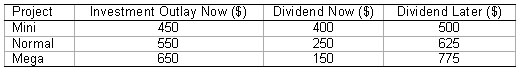 Project Investment Outlay Now ($) Dividend Now ($) Dividend Later ($)
Mini 450 400 500
Normal 550 250 625
Mega 650 150 775